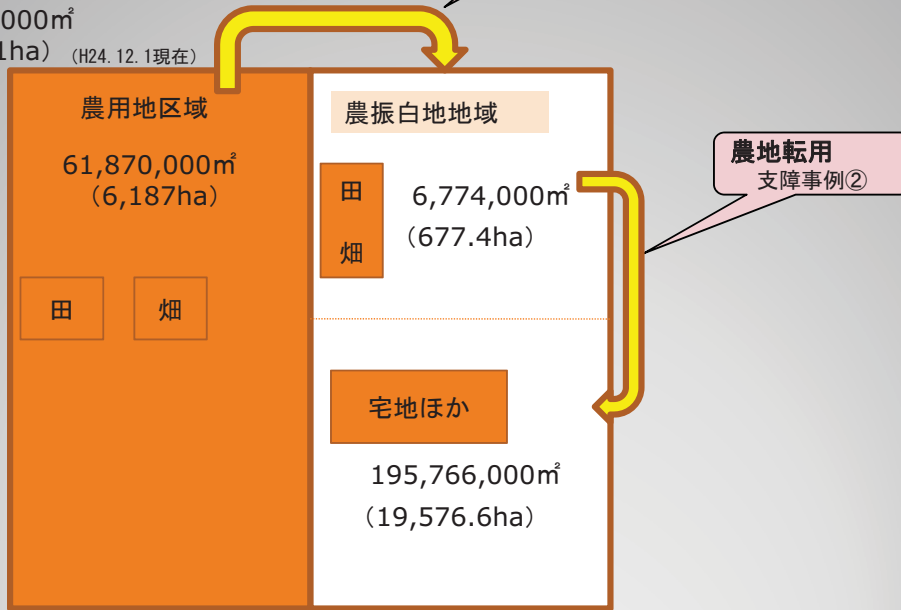 000㎡
1ha）（H24.12.1現在）
農用地区域
61,870,000㎡
（6,187ha）
田
畑
農振白地地域
田
畑
6,774,000㎡
（677.4ha）
宅地ほか
195,766,000㎡
（19,576.6ha）
農地転用
支障事例②